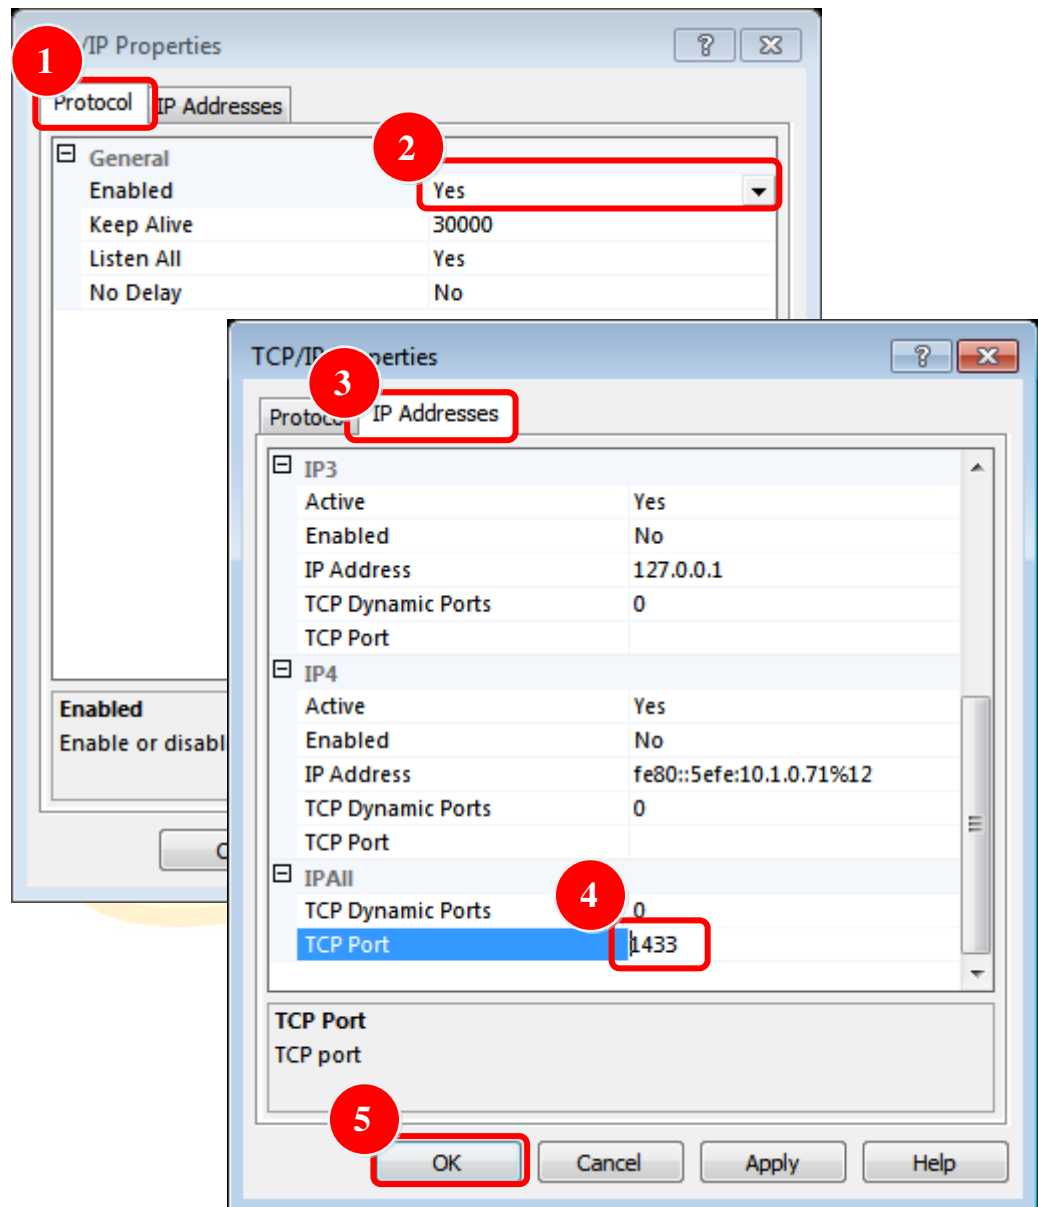 1
/IP Properties
Protocol IP Addresses
General
2
Enabled Yes
Keep Alive 30000
Listen All Yes
No Delay No
Enabled
TCP/IP perties
3
IP Addresses
IP3
Active Yes
Enabled No
IP Address 127.0.0.1
TCP Dynamic Ports 0
TCP Port
IP4
Active Yes
Enabled No
IP Address fe80::5efe:10.1.0.71%12
TCP Dynamic Ports 0
TCP Port
IPAll
4
TCP Dynamic Ports 0
TCP Port 1433
TCP Port
TCP port
Enable or
5
OK Cancel Apply Help